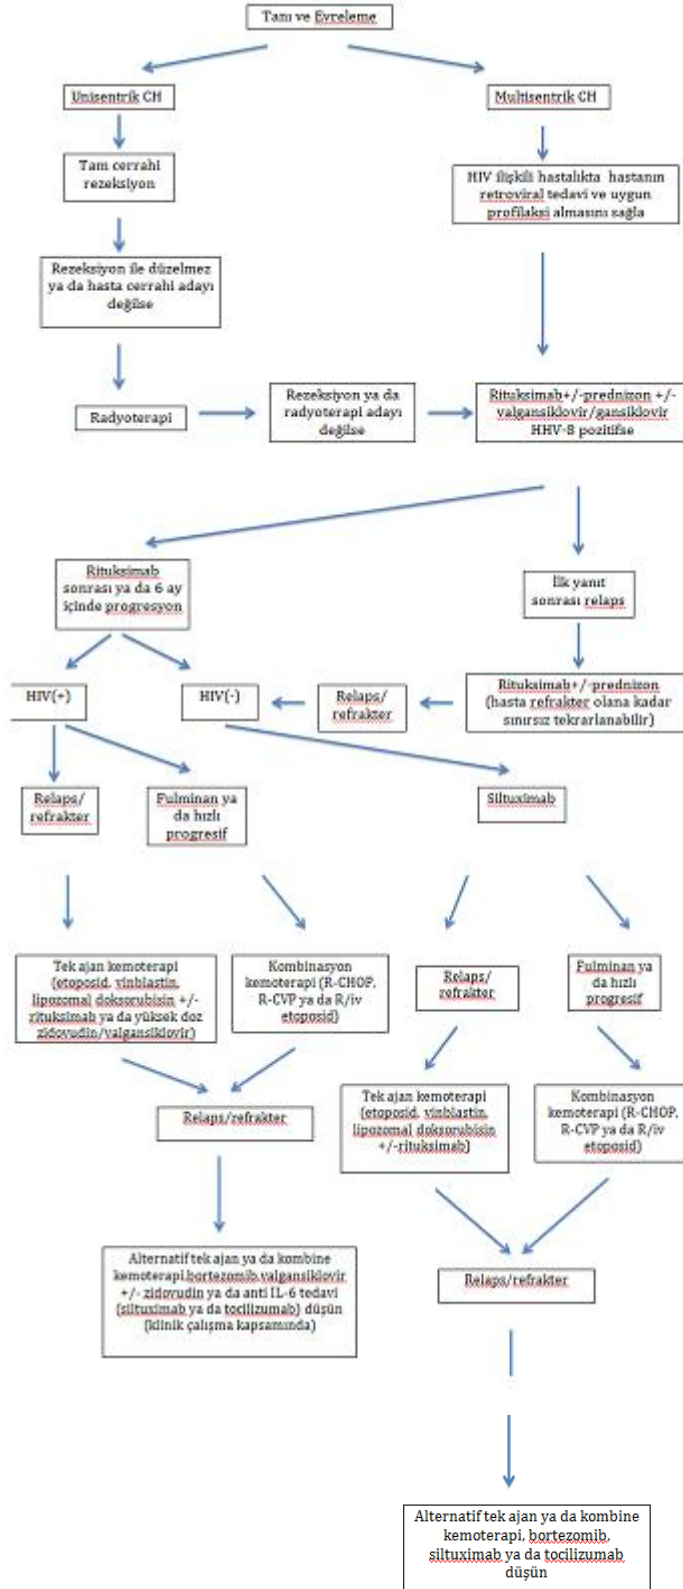 Tanı ve Evreleme
Unisentrik CH
Multisentrik CH
Tam cerrahi
rezeksiyon
HIV ilişkili hastalıkta hastanın
retroviral tedavi ve uygun
profilaksi almasını sağla
Rezeksiyon ile düzelmez
ya da hasta cerrahi adayı
değilse
Radyoterapi
Rezeksiyon ya da
radyoterapi adayı
değilse
Rituksimab+/-prednizon +/-
valgansiklovir/gansiklovir
HHV-8 pozitifse
Rituksimab
sonrası ya da 6 ay
içinde progresyon
İlk yanıt
sonrası relaps
HIV(+)
HIV(-)
Relaps/
refrakter
Rituksimab+/-prednizon
(hasta refrakter olana kadar
sınırsız tekrarlanabilir)
Relaps/
refrakter
Fulminan ya
da hızlı
progresif
Siltuximab
Tek ajan kemoterapi
(etoposid, vinblastin,
lipozomal doksorubisin +/-
rituksimab ya da yüksek doz
zidovudin/valgansiklovir)
Kombinasyon
kemoterapi (R-CHOP,
R-CVP ya da R/iv
etoposid)
Relaps/
refrakter
Fulminan ya
da hızlı
progresif
Relaps/refrakter
Tek ajan kemoterapi
(etoposid, vinblastin,
lipozomal doksorubisin
+/-rituksimab)
Kombinasyon
kemoterapi (R-CHOP,
R-CVP ya da R/iv
etoposid)
Alternatif tek ajan ya da kombine
kemoterapi,bortezomib,valgansiklovir
+/- zidovudin ya da anti IL-6 tedavi
(siltuximab ya da tocilizumab) düşün
(klinik çalışma kapsamında)
Relaps/refrakter
Alternatif tek ajan ya da kombine
kemoterapi, bortezomib,
siltuximab ya da tocilizumab
düşün